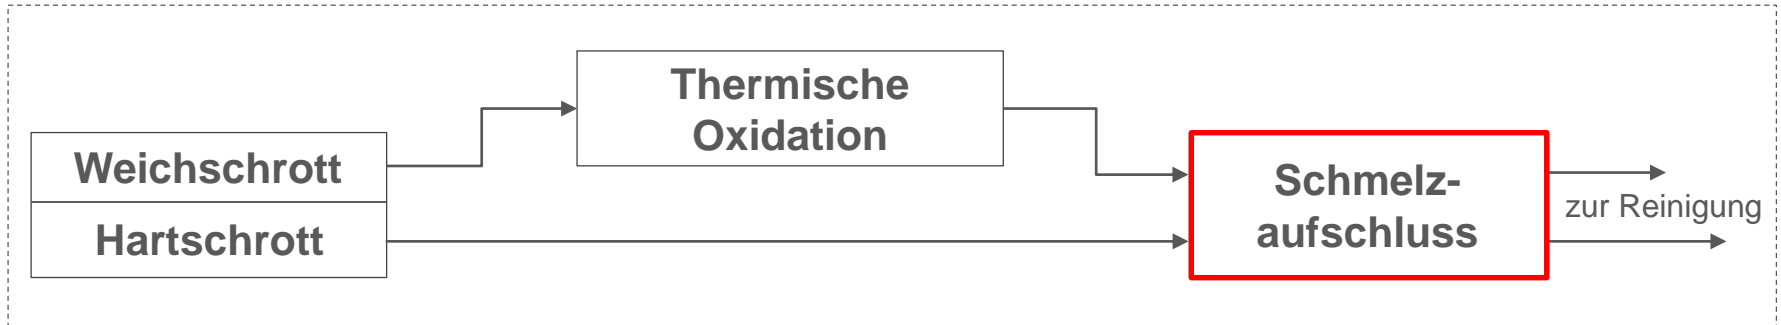 Thermische
Oxidation
Weichschrott
Hartschrott
Schmelz-
aufschluss
zur Reinigung